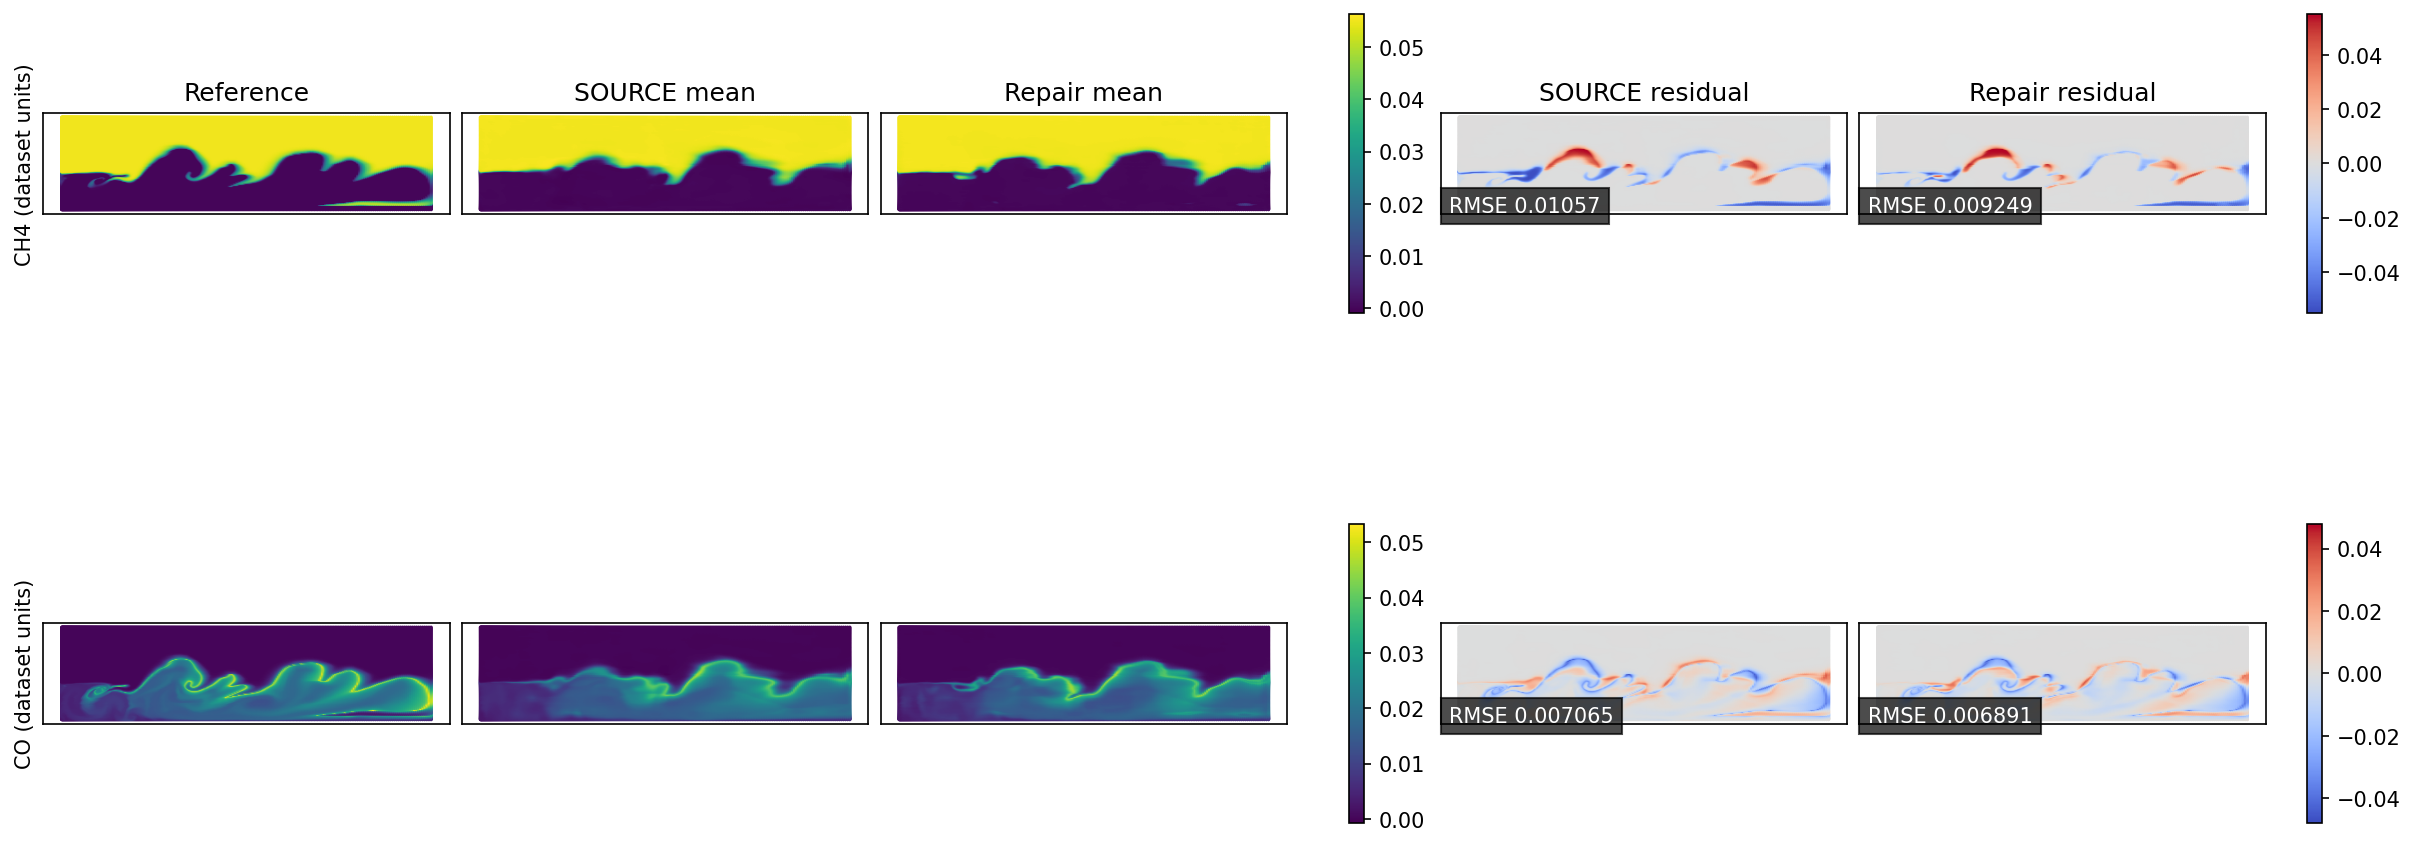 Reference
SOURCE mean
Repair mean
SOURCE residual
Repair residual
CH4 (dataset units)
0.05
0.04
0.03
0.02
0.01
0.00
RMSE 0.01057
RMSE 0.009249
0.04
0.02
0.00
−0.02
−0.04
CO (dataset units)
0.05
0.04
0.03
0.02
0.01
0.00
RMSE 0.007065
RMSE 0.006891
0.04
0.02
0.00
−0.02
−0.04